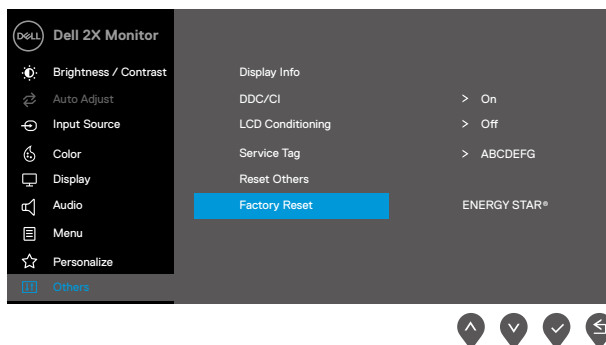 DELL Dell 2X Monitor
Brightness / Contrast
Display Info
Auto Adjust
DDC/CI > On
Input Source
LCD Conditioning > Off
Color
Service Tag > ABCDEFG
Display
Reset Others
Audio
Factory Reset ENERGY STAR®
Menu
Personalize
Others